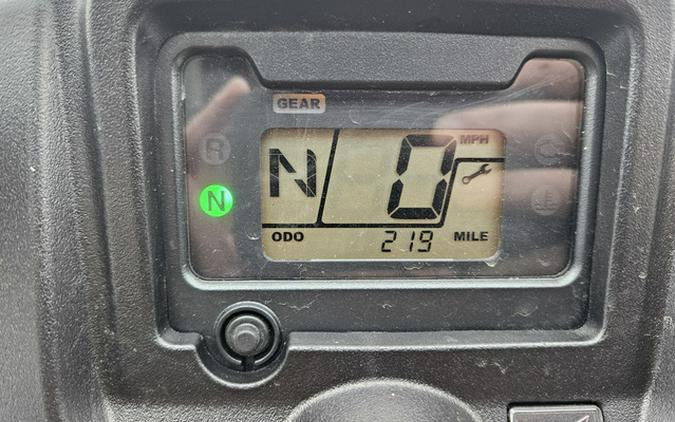 GEAR
R
N
N
0 MPH
ODO 219 MILE